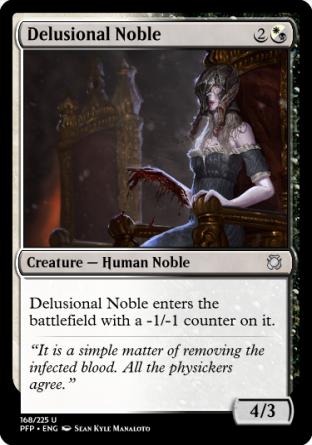 Delusional Noble 2
Creature — Human Noble
Delusional Noble enters the
battlefield with a -1/-1 counter on it.
“It is a simple matter of removing the
infected blood. All the physickers
agree.”
168/225 U
PFP • ENG Sean Kyle Manaloto
4/3